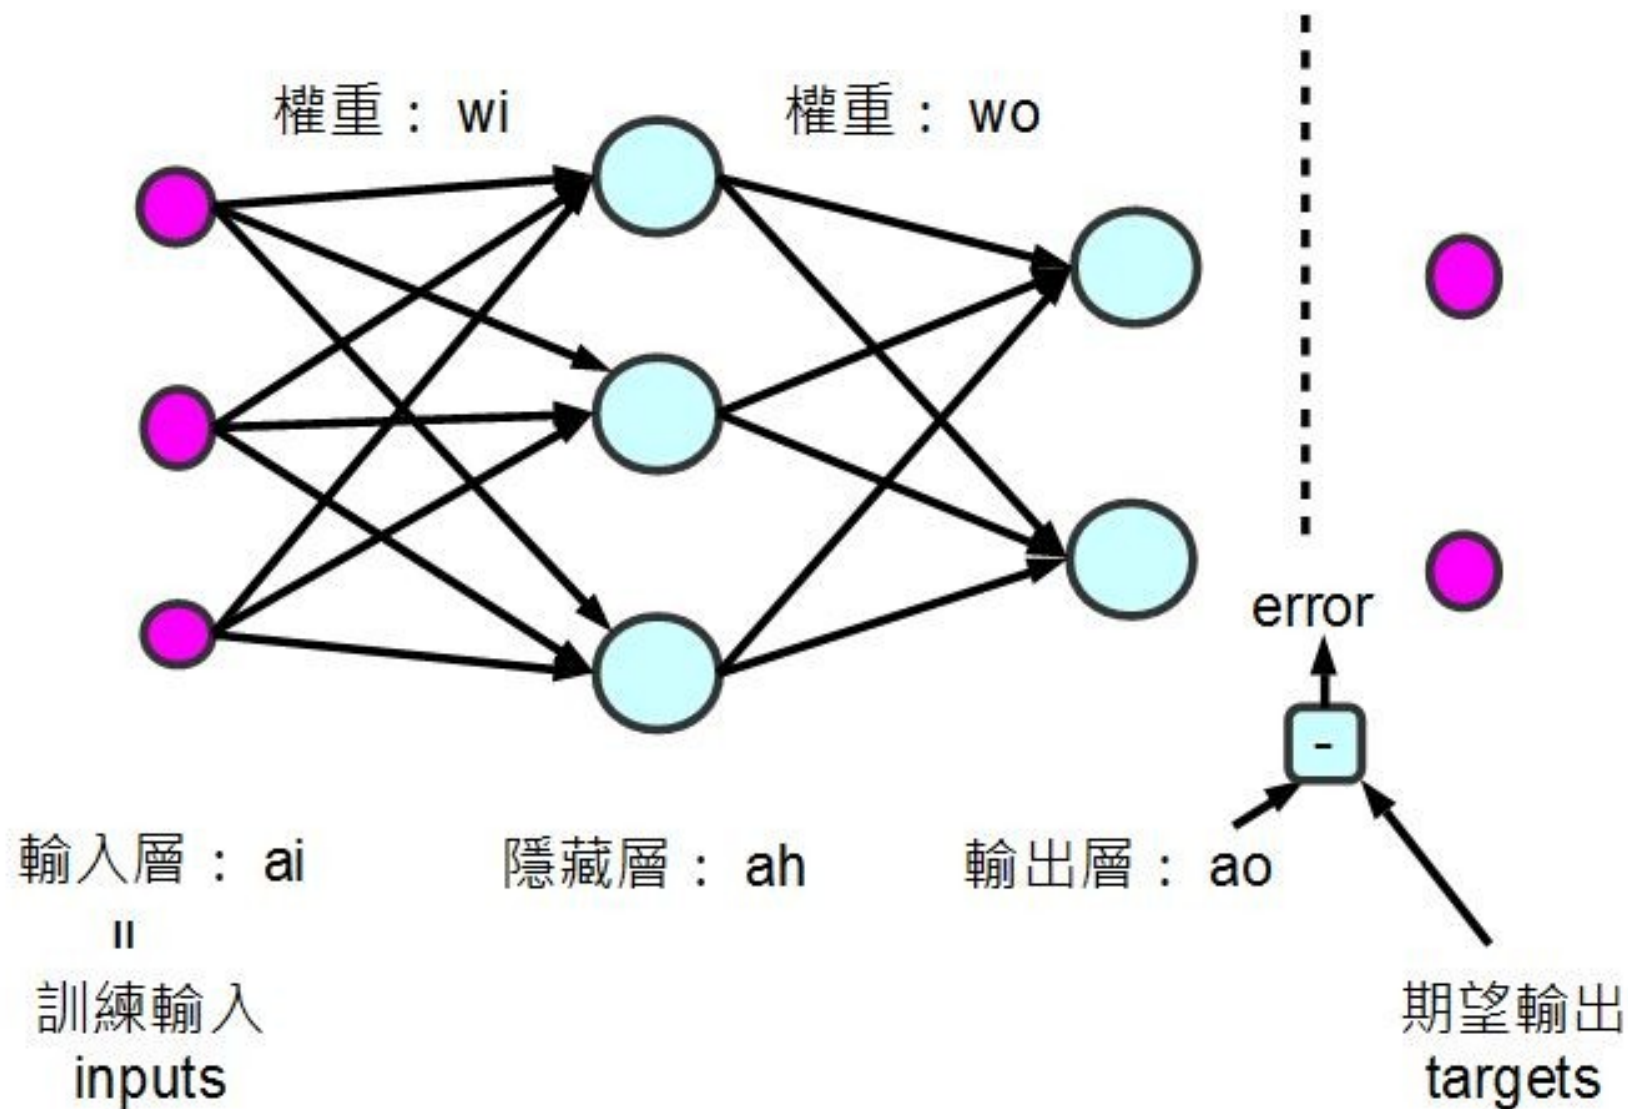 權重： wi
權重： wo
error
-
輸入層： ai
隱藏層： ah
輸出層： ao
=
訓練輸入
inputs
期望輸出
targets